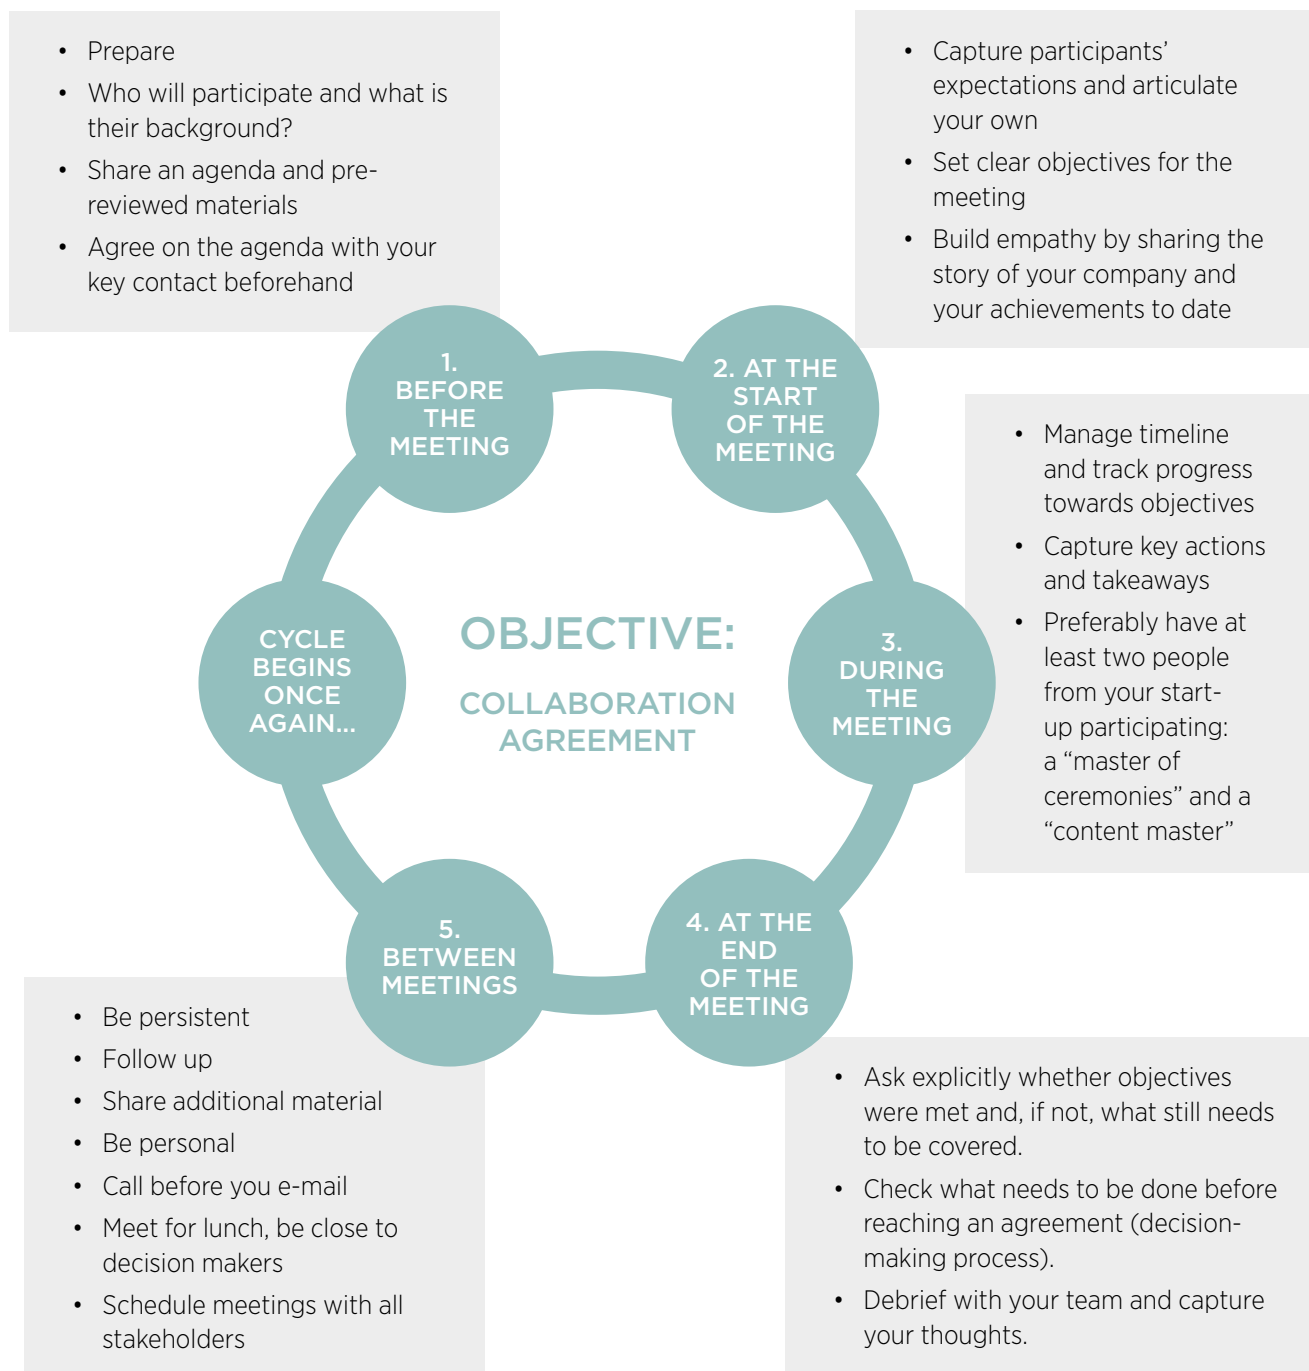 • Prepare
• Who will participate and what is
their background?
• Share an agenda and pre-
reviewed materials
• Agree on the agenda with your
key contact beforehand
• Capture participants’
expectations and articulate
your own
• Set clear objectives for the
meeting
• Build empathy by sharing the
story of your company and
your achievements to date
1.
BEFORE
THE
MEETING
2. AT THE
START
OF THE
MEETING
• Manage timeline
and track progress
towards objectives
• Capture key actions
and takeaways
• Preferably have at
least two people
from your start-
up participating:
a “master of
ceremonies” and a
“content master”
CYCLE
BEGINS
ONCE
AGAIN...
OBJECTIVE:
COLLABORATION
AGREEMENT
3.
DURING
THE
MEETING
5.
BETWEEN
MEETINGS
4. AT THE
END
OF THE
MEETING
• Be persistent
• Follow up
• Share additional material
• Be personal
• Call before you e-mail
• Meet for lunch, be close to
decision makers
• Schedule meetings with all
stakeholders
• Ask explicitly whether objectives
were met and, if not, what still needs
to be covered.
• Check what needs to be done before
reaching an agreement (decision-
making process).
• Debrief with your team and capture
your thoughts.